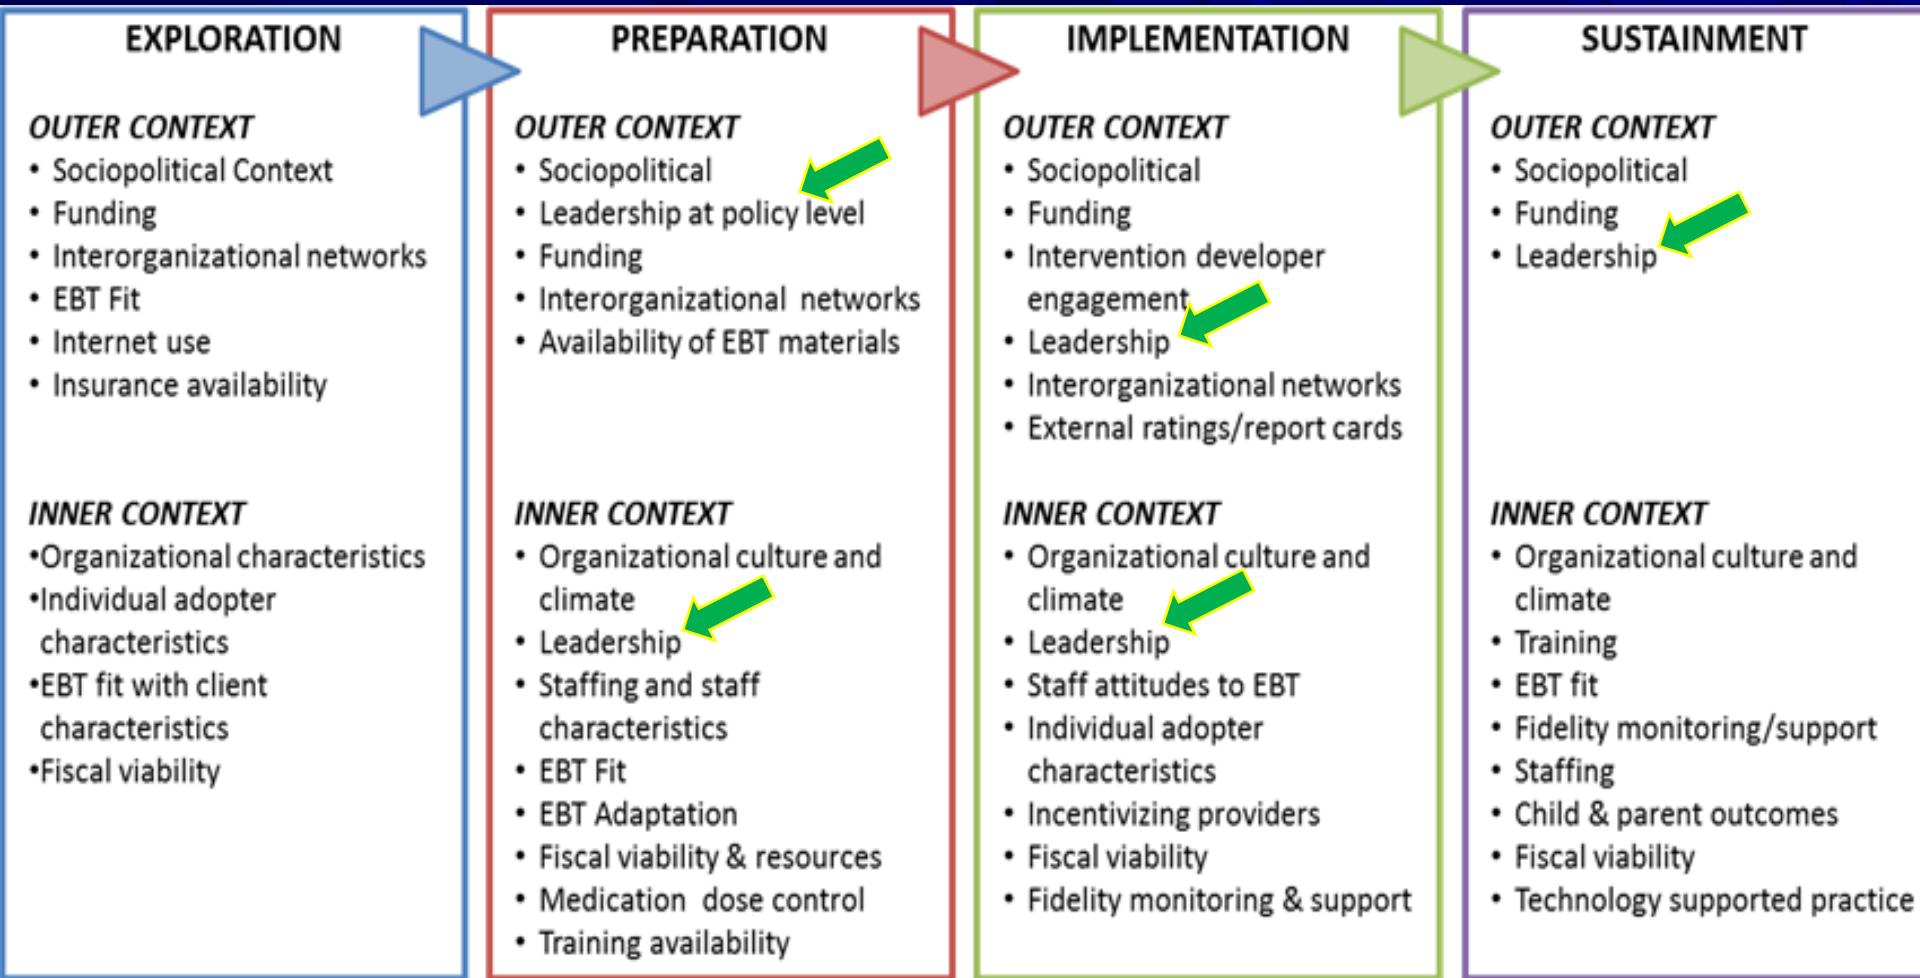 EXPLORATION
OUTER CONTEXT
• Sociopolitical Context
• Funding
• Interorganizational networks
• EBT Fit
• Internet use
• Insurance availability
INNER CONTEXT
•Organizational characteristics
•Individual adopter
characteristics
•EBT fit with client
characteristics
•Fiscal viability
PREPARATION
OUTER CONTEXT
• Sociopolitical
• Leadership at policy level
• Funding
• Interorganizational networks
• Availability of EBT materials
INNER CONTEXT
• Organizational culture and
climate
• Leadership
• Staffing and staff
characteristics
• EBT Fit
• EBT Adaptation
• Fiscal viability & resources
• Medication dose control
• Training availability
IMPLEMENTATION
OUTER CONTEXT
• Sociopolitical
• Funding
• Intervention developer
engagement
• Leadership
• Interorganizational networks
• External ratings/report cards
INNER CONTEXT
• Organizational culture and
climate
• Leadership
• Staff attitudes to EBT
• Individual adopter
characteristics
• Incentivizing providers
• Fiscal viability
• Fidelity monitoring & support
SUSTAINMENT
OUTER CONTEXT
• Sociopolitical
• Funding
• Leadership
INNER CONTEXT
• Organizational culture and
climate
• Training
• EBT fit
• Fidelity monitoring/support
• Staffing
• Child & parent outcomes
• Fiscal viability
• Technology supported practice